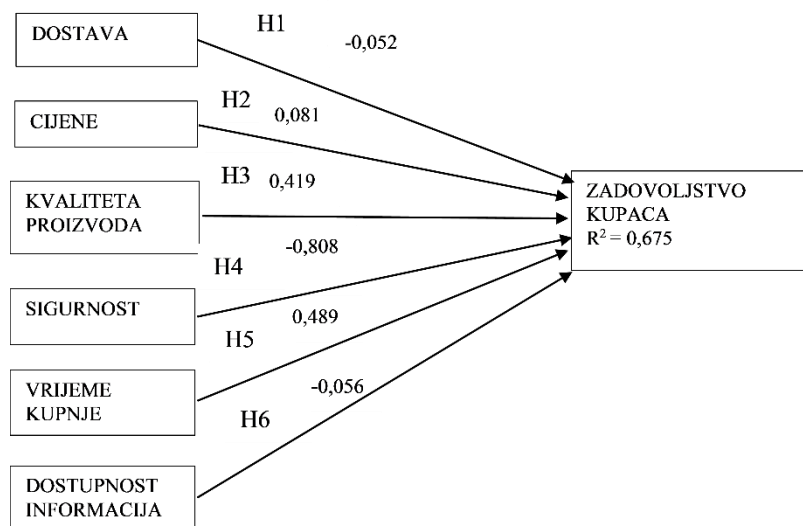 DOSTAVA
H1
-0,052
CIJENE
H2
0,081
KVALITETA
PROIZVODA
H3
0,419
SIGURNOST
H4
-0,808
VRIJEME
KUPNJE
H5
0,489
DOSTUPNOST
INFORMACIJA
H6
-0,056
ZADOVOLJSTVO
KUPACA
R² = 0,675